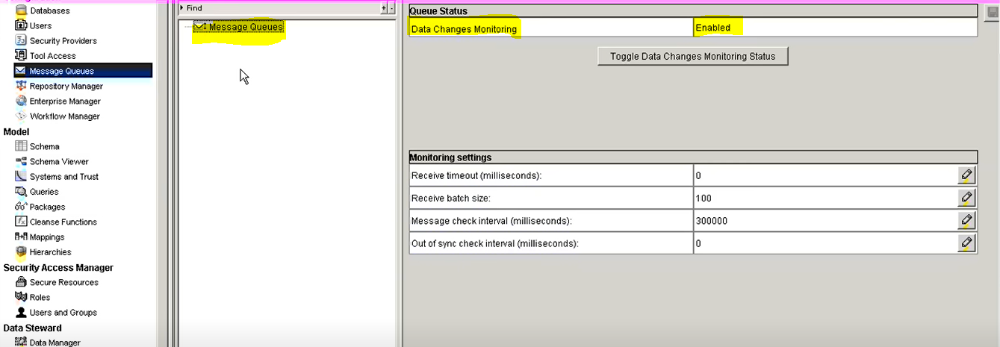 Databases
Users
Security Providers
Tool Access
Message Queues
Repository Manager
Enterprise Manager
Workflow Manager
Model
Schema
Schema Viewer
Systems and Trust
Queries
Packages
Cleanse Functions
Mappings
Hierarchies
Security Access Manager
Secure Resources
Roles
Users and Groups
Data Steward
Data Manager
Find
+ -
Message Queues
Queue Status
Data Changes Monitoring Enabled
Toggle Data Changes Monitoring Status
Monitoring settings
Receive timeout (milliseconds): 0
Receive batch size: 100
Message check interval (milliseconds): 300000
Out of sync check interval (milliseconds): 0